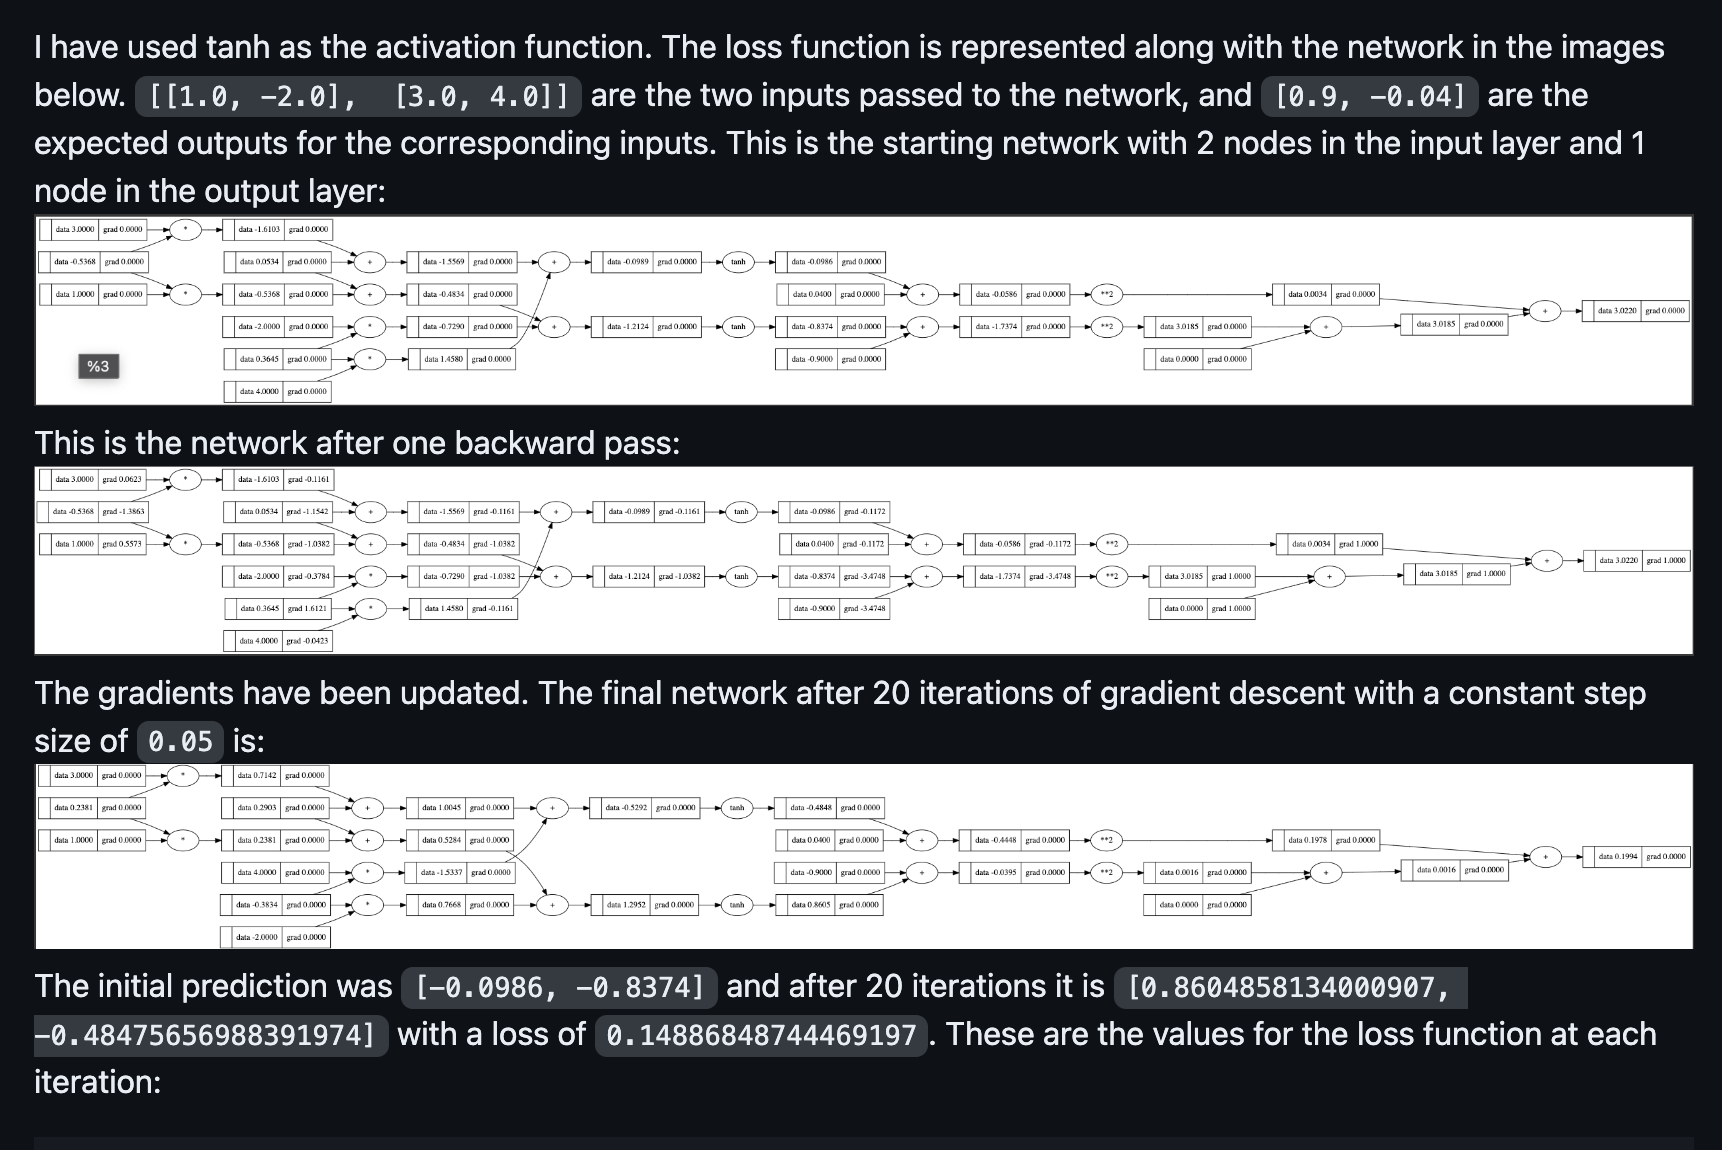 I have used tanh as the activation function. The loss function is represented along with the network in the images
below. [[1.0, -2.0], [3.0, 4.0]] are the two inputs passed to the network, and [0.9, -0.04] are the
expected outputs for the corresponding inputs. This is the starting network with 2 nodes in the input layer and 1
node in the output layer:
data 3.0000 grad 0.0000 * data -1.6103 grad 0.0000
data -0.5368 grad 0.0000 data 0.0534 grad 0.0000 + data -1.5569 grad 0.0000 + data -0.0989 grad 0.0000 tanh data -0.0986 grad 0.0000
data 1.0000 grad 0.0000 * data -0.5368 grad 0.0000 + data -0.4834 grad 0.0000 data 0.0400 grad 0.0000 + data -0.0586 grad 0.0000 **2 data 0.0034 grad 0.0000 + data 3.0220 grad 0.0000
data -2.0000 grad 0.0000 * data -0.7290 grad 0.0000 + data -1.2124 grad 0.0000 tanh data -0.8374 grad 0.0000 + data -1.7374 grad 0.0000 **2 data 3.0185 grad 0.0000 + data 3.0185 grad 0.0000
%3 data 0.3645 grad 0.0000 * data 1.4580 grad 0.0000 data -0.9000 grad 0.0000 data 0.0000 grad 0.0000
data 4.0000 grad 0.0000
This is the network after one backward pass:
data 3.0000 grad 0.0623 * data -1.6103 grad -0.1161
data -0.5368 grad -1.3863 data 0.0534 grad -1.1542 + data -1.5569 grad -0.1161 + data -0.0989 grad -0.1161 tanh data -0.0986 grad -0.1172
data 1.0000 grad 0.5573 * data -0.5368 grad -1.0382 + data -0.4834 grad -1.0382 data 0.0400 grad -0.1172 + data -0.0586 grad -0.1172 **2 data 0.0034 grad 1.0000 + data 3.0220 grad 1.0000
data -2.0000 grad -0.3784 * data -0.7290 grad -1.0382 + data -1.2124 grad -1.0382 tanh data -0.8374 grad -3.4748 + data -1.7374 grad -3.4748 **2 data 3.0185 grad 1.0000 + data 3.0185 grad 1.0000
data 0.3645 grad 1.6121 * data 1.4580 grad -0.1161 data -0.9000 grad -3.4748 data 0.0000 grad 1.0000
data 4.0000 grad -0.0423
The gradients have been updated. The final network after 20 iterations of gradient descent with a constant step
size of 0.05 is:
data 3.0000 grad 0.0000 * data 0.7142 grad 0.0000
data 0.2381 grad 0.0000 data 0.2903 grad 0.0000 + data 1.0045 grad 0.0000 + data -0.5292 grad 0.0000 tanh data -0.4848 grad 0.0000
data 1.0000 grad 0.0000 * data 0.2381 grad 0.0000 + data 0.5284 grad 0.0000 data 0.0400 grad 0.0000 + data -0.4448 grad 0.0000 **2 data 0.1978 grad 0.0000 + data 0.1994 grad 0.0000
data 4.0000 grad 0.0000 * data -1.5337 grad 0.0000 data -0.9000 grad 0.0000 + data -0.0395 grad 0.0000 **2 data 0.0016 grad 0.0000 + data 0.0016 grad 0.0000
data -0.3834 grad 0.0000 * data 0.7668 grad 0.0000 + data 1.2952 grad 0.0000 tanh data 0.8605 grad 0.0000 data 0.0000 grad 0.0000
data -2.0000 grad 0.0000
The initial prediction was [-0.0986, -0.8374] and after 20 iterations it is [0.8604858134000907,
-0.48475656988391974] with a loss of 0.14886848744469197. These are the values for the loss function at each
iteration: